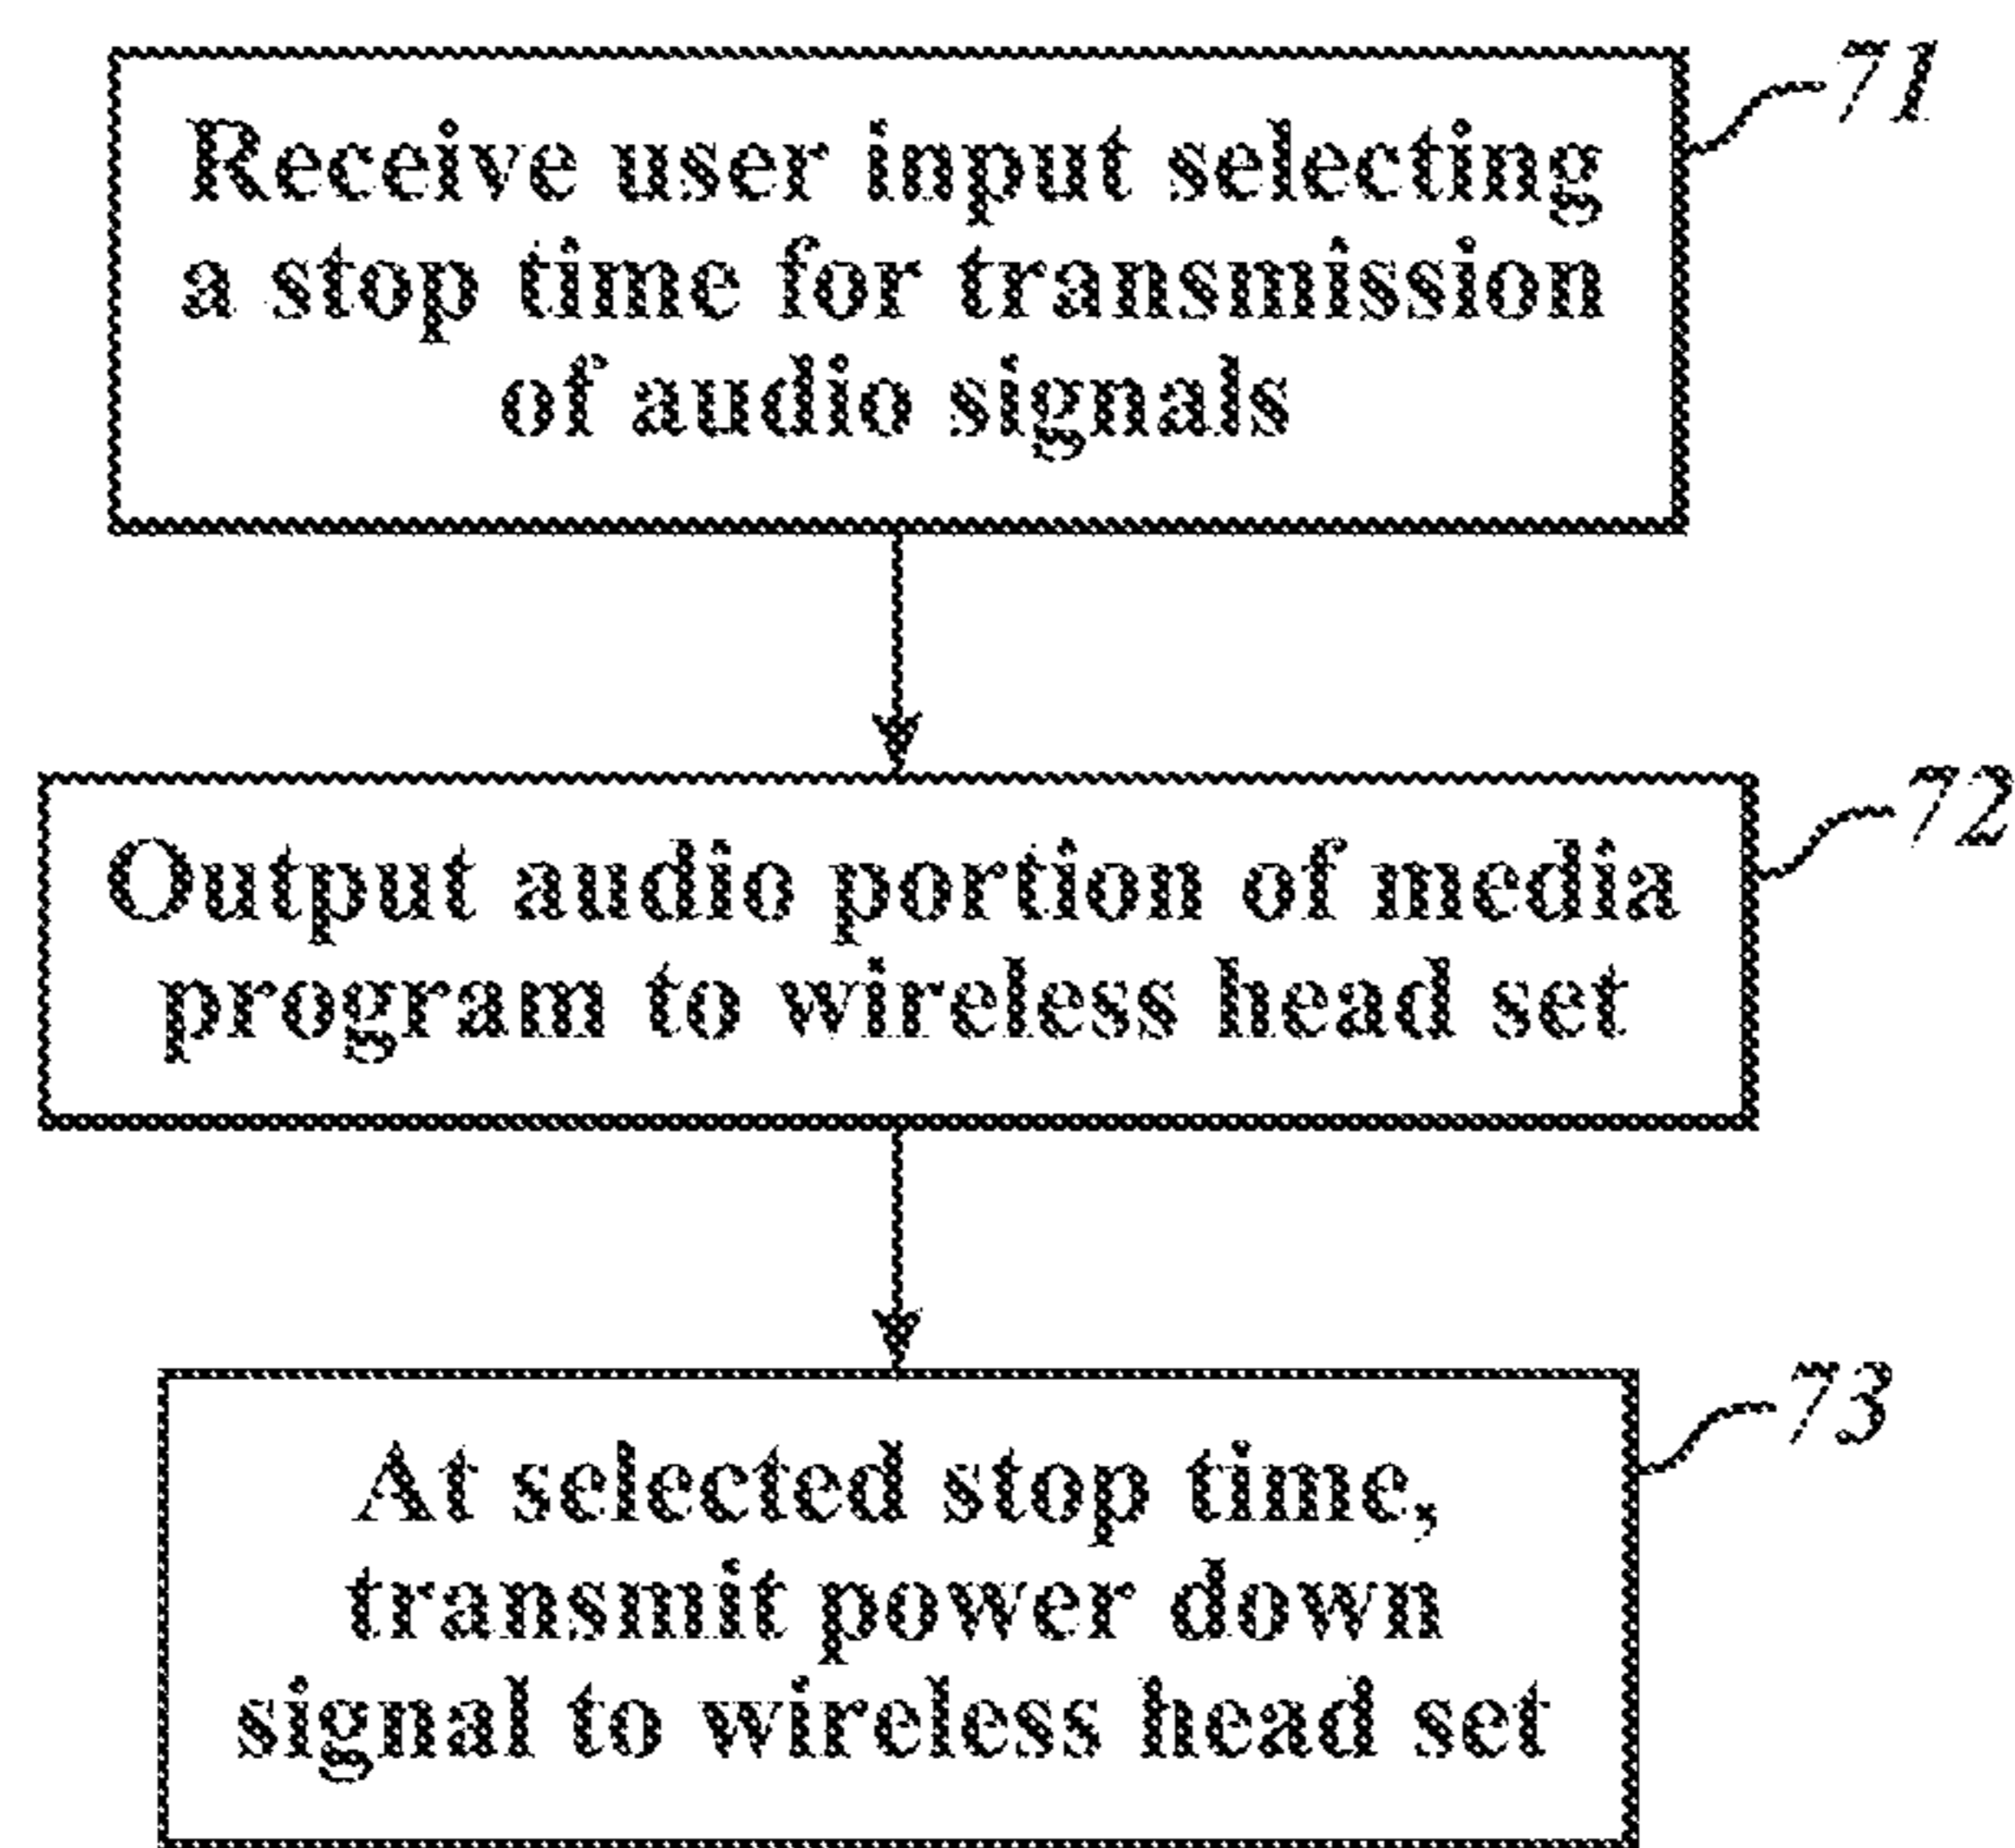 Receive user input selecting
a stop time for transmission
of audio signals
71
Output audio portion of media
program to wireless head set
72
At selected stop time,
transmit power down
signal to wireless head set
73